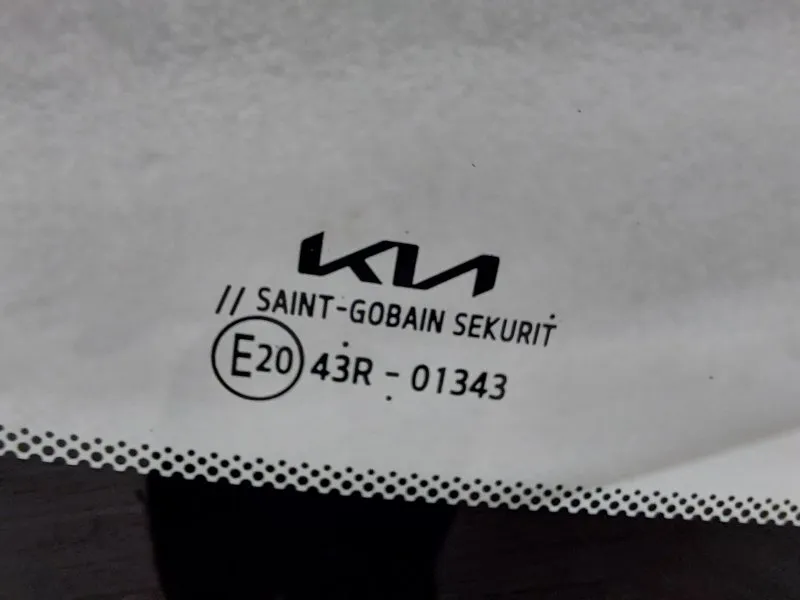 KIA
// SAINT-GOBAIN SEKURIT
E20 43R - 01343